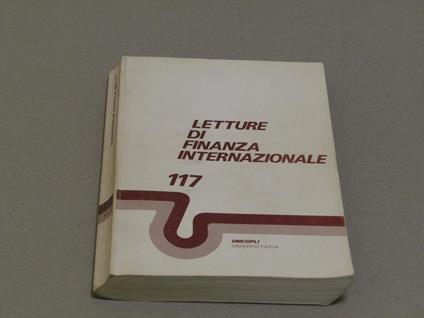 LETTURE
DI
FINANZA
INTERNAZIONALE
117
UNICOPLI
UNIVERSITARIA